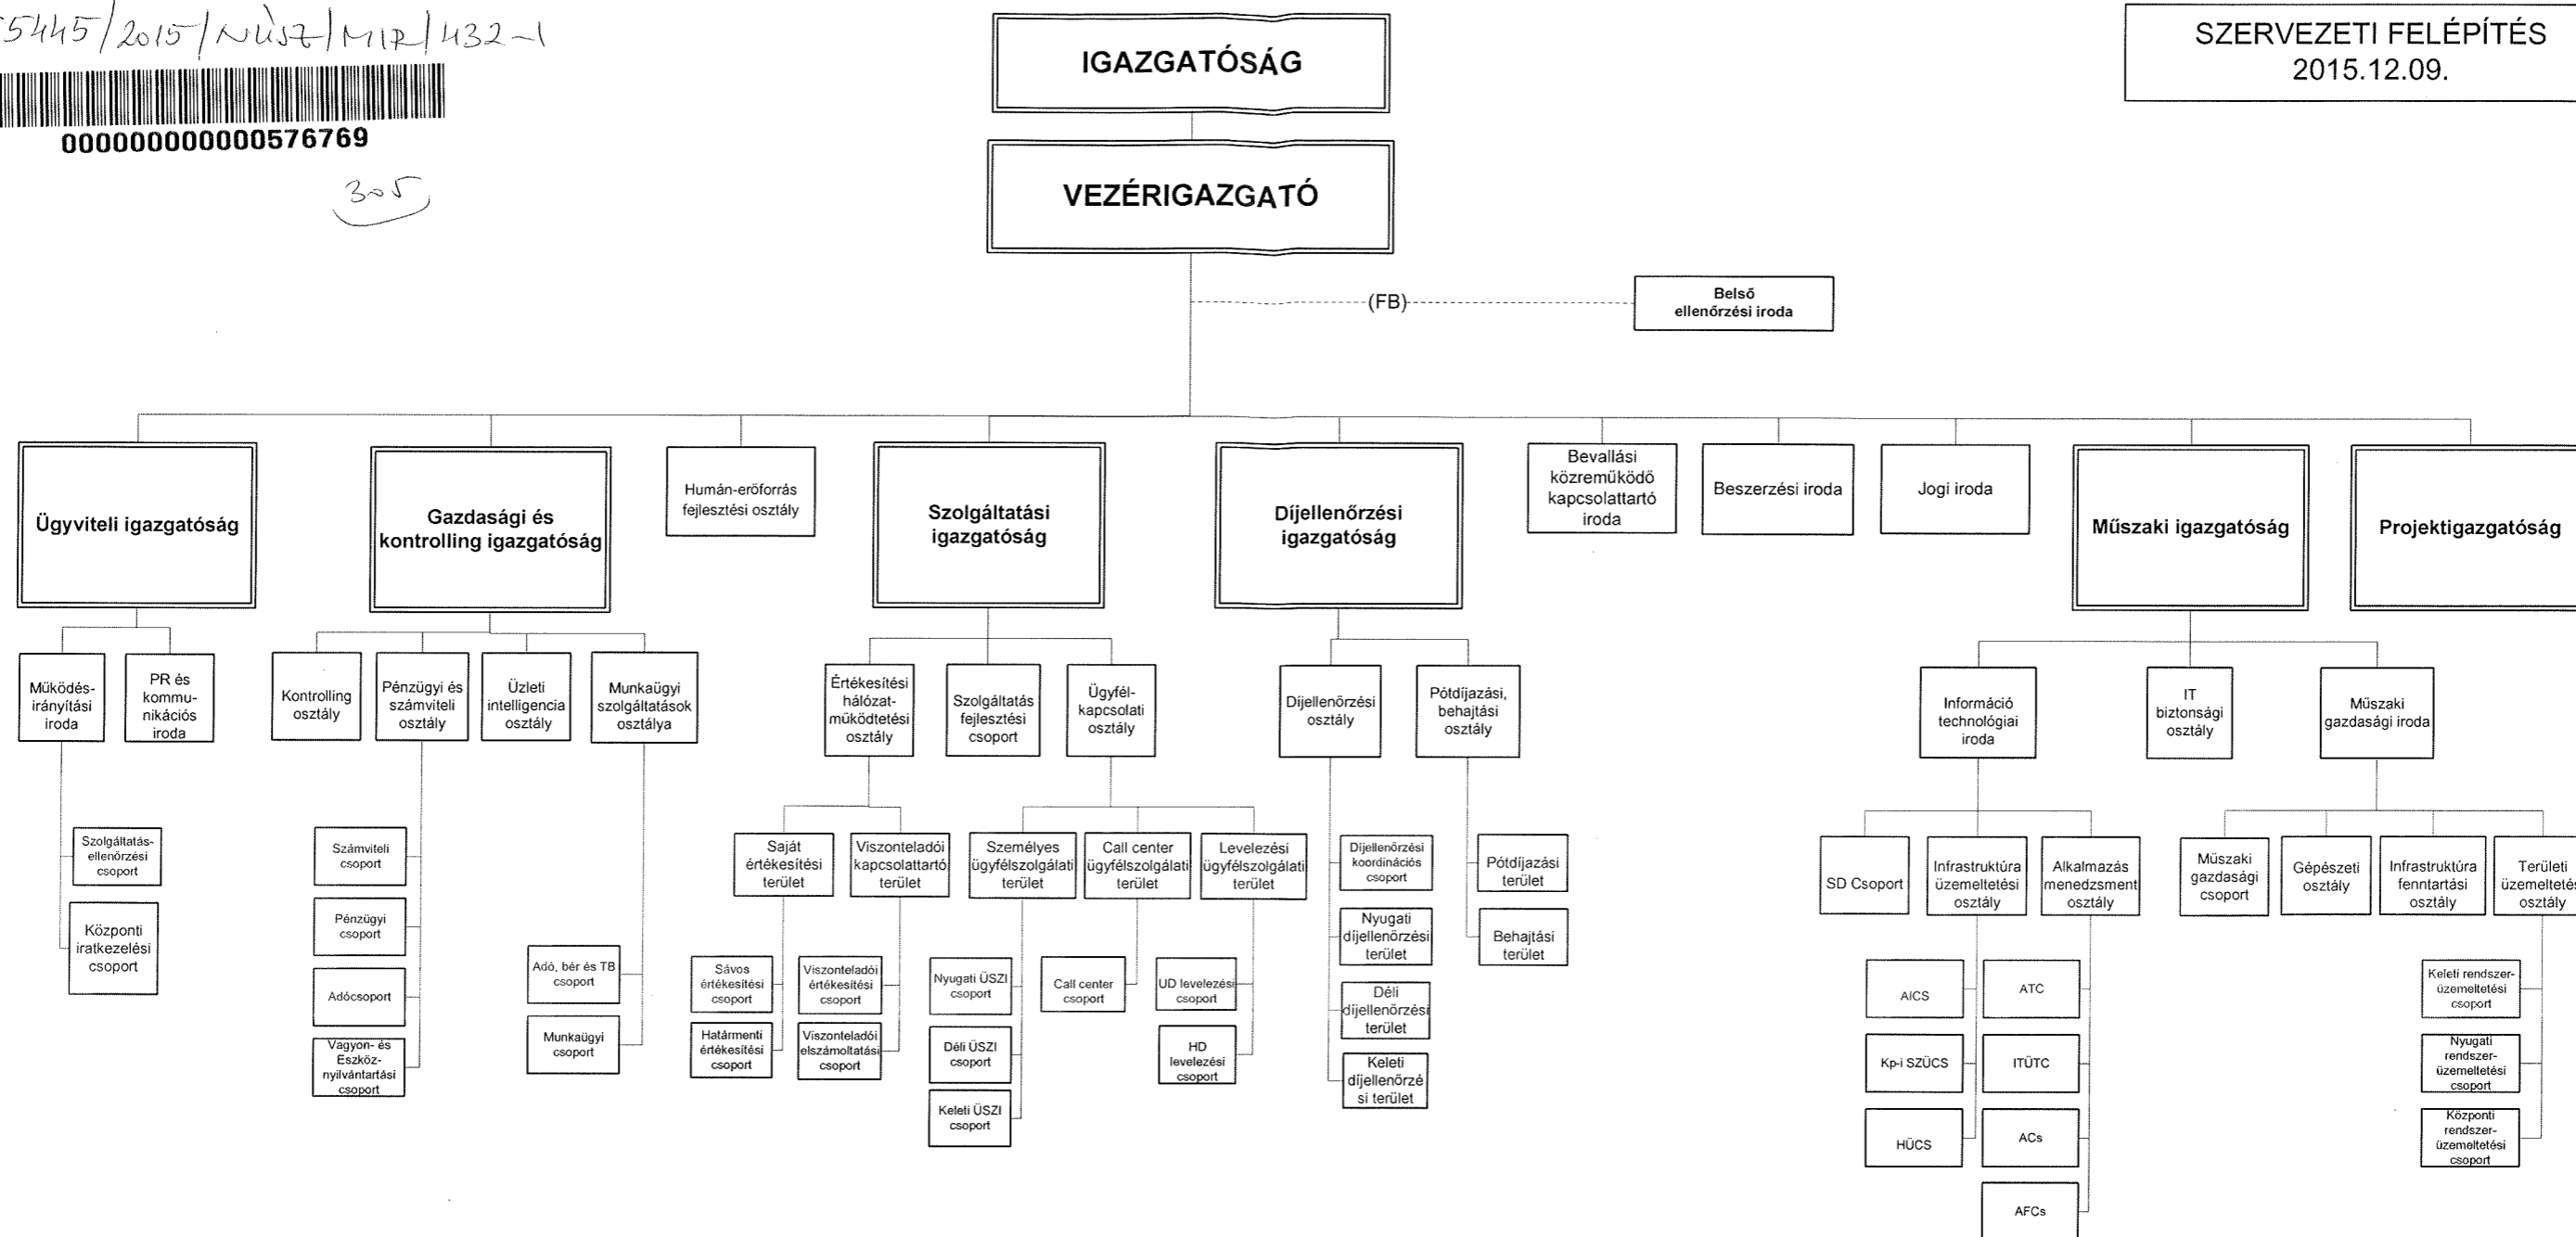 5445/2015/NÚSZ/MIR/432-1
000000000000576769
305
IGAZGATÓSÁG
SZERVEZETI FELÉPÍTÉS
2015.12.09.
VEZÉRIGAZGATÓ
(FB)
Belső
ellenőrzési iroda
Ügyviteli igazgatóság
Gazdasági és
kontrolling igazgatóság
Humán-erőforrás
fejlesztési osztály
Szolgáltatási
igazgatóság
Díjellenőrzési
igazgatóság
Bevallási
közreműködő
kapcsolattartó
iroda
Beszerzési iroda
Jogi iroda
Műszaki igazgatóság
Projektigazgatóság
Működés-
irányítási
iroda
PR és
kommu-
nikációs
iroda
Kontrolling
osztály
Pénzügyi és
számviteli
osztály
Üzleti
intelligencia
osztály
Munkaügyi
szolgáltatások
osztálya
Értékesítési
hálózat-
működtetési
osztály
Szolgáltatás
fejlesztési
csoport
Ügyfél-
kapcsolati
osztály
Díjellenőrzési
osztály
Pótdíjazási,
behajtási
osztály
Információ
technológiai
iroda
IT
biztonsági
osztály
Műszaki
gazdasági iroda
Szolgáltatás-
ellenőrzési
csoport
Központi
iratkezelési
csoport
Számviteli
csoport
Pénzügyi
csoport
Adócsoport
Vagyon- és
Eszköz-
nyilvántartási
csoport
Adó, bér és TB
csoport
Munkaügyi
csoport
Saját
értékesítési
terület
Viszonteladói
kapcsolattartó
terület
Személyes
ügyfélszolgálati
terület
Call center
ügyfélszolgálati
terület
Levelezési
ügyfélszolgálati
terület
Sávos
értékesítési
csoport
Határmenti
értékesítési
csoport
Viszonteladói
értékesítési
csoport
Viszonteladói
elszámoltatási
csoport
Nyugati ÜSZI
csoport
Déli ÜSZI
csoport
Keleti ÜSZI
csoport
Call center
csoport
UD levelezési
csoport
HD
levelezési
csoport
Díjellenőrzési
koordinációs
csoport
Nyugati
díjellenőrzési
terület
Déli
díjellenőrzési
terület
Keleti
díjellenőrzé
si terület
Pótdíjazási
terület
Behajtási
terület
SD Csoport
Infrastruktúra
üzemeltetési
osztály
Alkalmazás
menedzsment
osztály
Műszaki
gazdasági
csoport
Gépészeti
osztály
Infrastruktúra
fenntartási
osztály
Területi
üzemeltetés
osztály
AICS
Kp-i SZÜCS
HÜCS
ATC
ITÜTC
ACs
AFCs
Keleti rendszer-
üzemeltetési
csoport
Nyugati
rendszer-
üzemeltetési
csoport
Központi
rendszer-
üzemeltetési
csoport